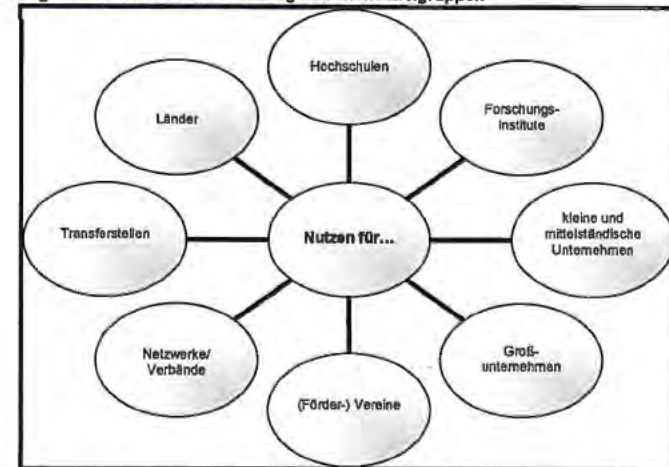 Hochschulen
Forschungs-
institute
kleine und
mittelständische
Unternehmen
Groß-
unternehmen
(Förder-) Vereine
Netzwerke/
Verbände
Transferstellen
Länder
Nutzen für...